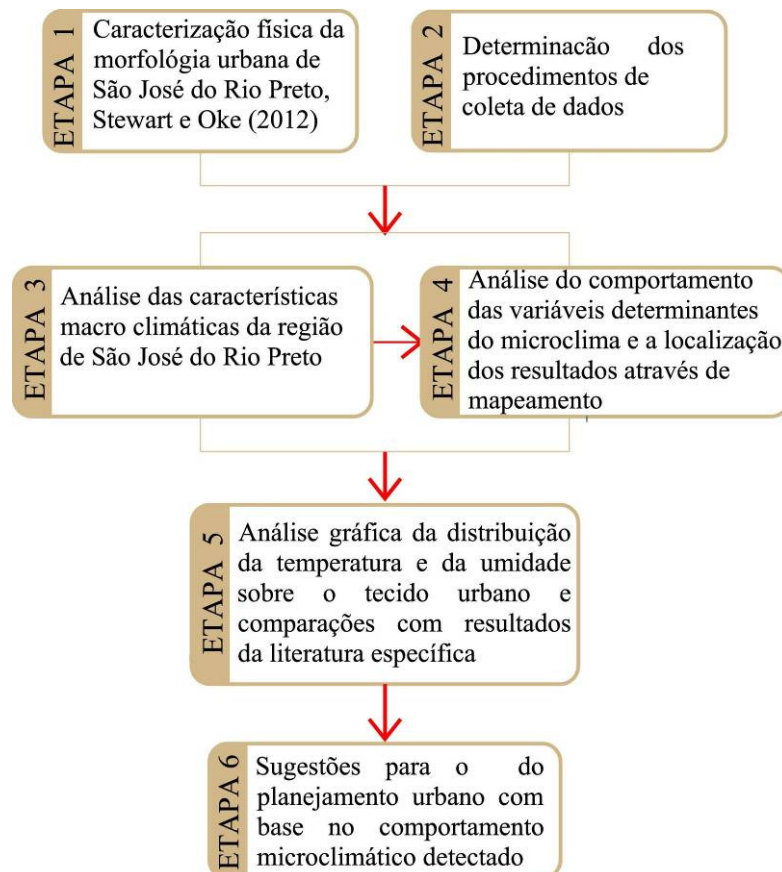 ETAPA 1
Caracterização física da
morfológia urbana de
São José do Rio Preto,
Stewart e Oke (2012)
ETAPA 2
Determinacão dos
procedimentos de
coleta de dados
ETAPA 3
Análise das características
macro climáticas da região
de São José do Rio Preto
ETAPA 4
Análise do comportamento
das variáveis determinantes
do microclima e a localização
dos resultados através de
mapeamento
ETAPA 5
Análise gráfica da distribuição
da temperatura e da umidade
sobre o tecido urbano e
comparações com resultados
da literatura específica
ETAPA 6
Sugestões para o do
planejamento urbano com
base no comportamento
microclimático detectado